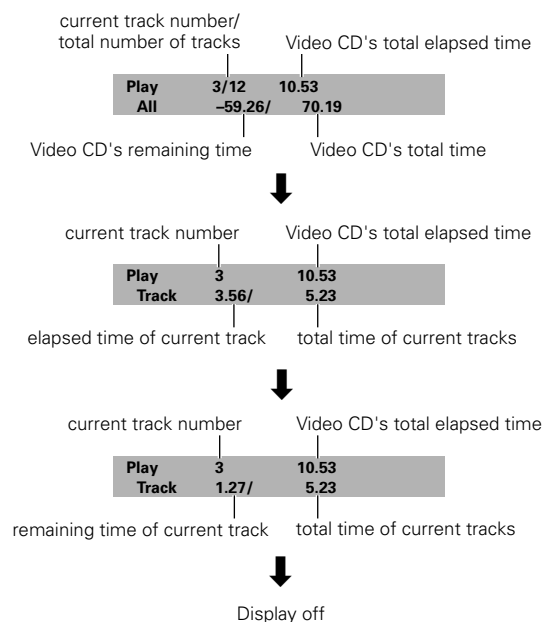 current track number/
total number of tracks
Video CD's total elapsed time
Play 3/12 10.53
All –59.26/ 70.19
Video CD's remaining time
Video CD's total time
current track number
Video CD's total elapsed time
Play 3 10.53
Track 3.56/ 5.23
elapsed time of current track
total time of current tracks
current track number
Video CD's total elapsed time
Play 3 10.53
Track 1.27/ 5.23
remaining time of current track
total time of current tracks
Display off